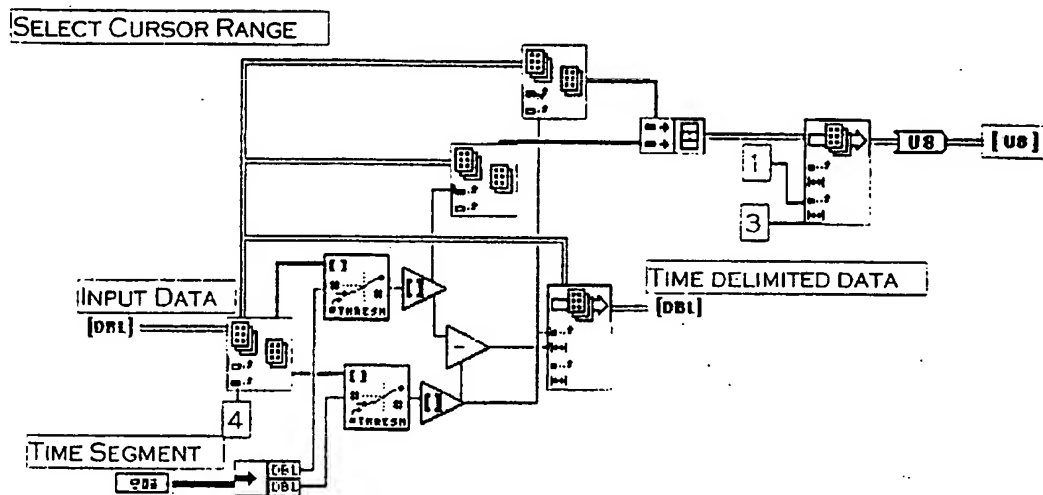 SELECT CURSOR RANGE
U8
[U8]
1
3
TIME DELIMITED DATA
INPUT DATA
[DBL]
[DBL]
4
TIME SEGMENT
DBL
DBL